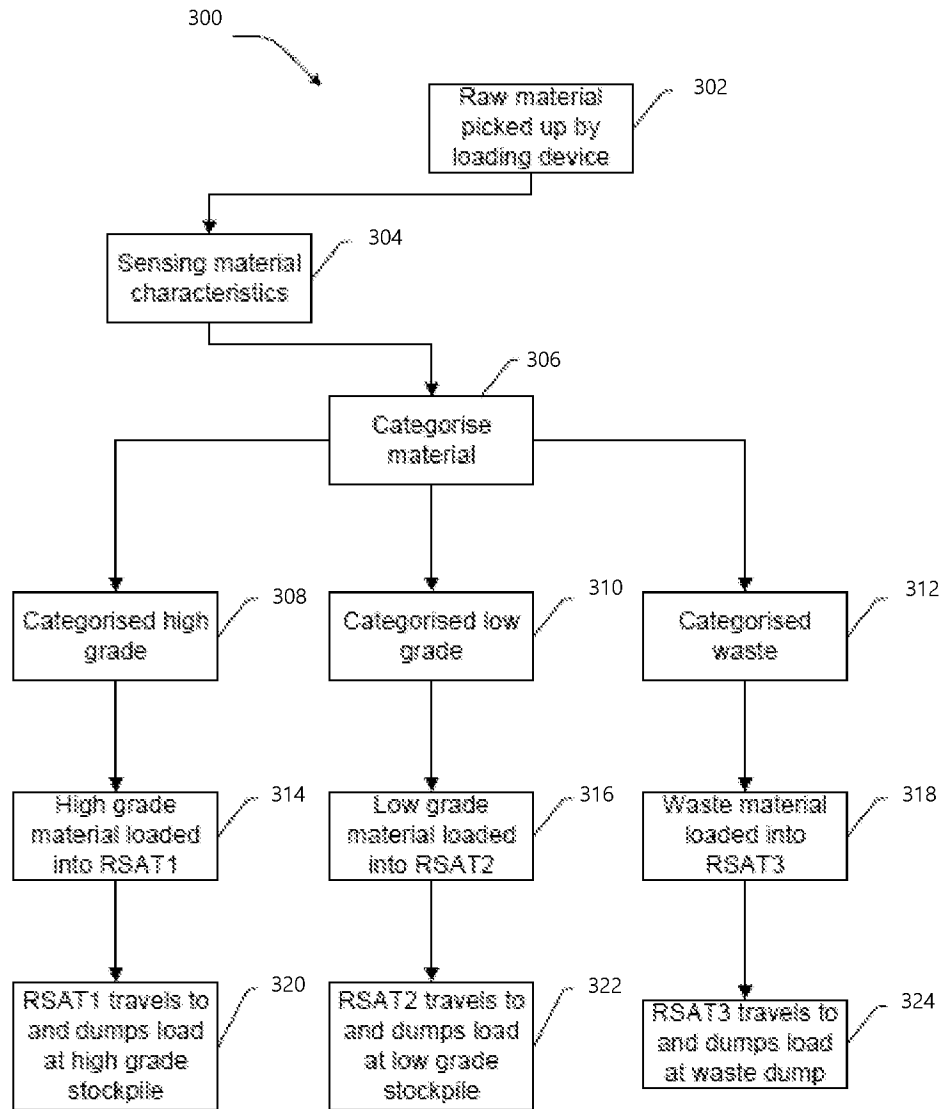 300
Raw material
picked up by
loading device
302
Sensing material
characteristics
304
306
Categorise
material
Categorised high
grade
308
Categorised low
grade
310
Categorised
waste
312
High grade
material loaded
into RSAT1
314
Low grade
material loaded
into RSAT2
316
Waste material
loaded into
RSAT3
318
RSAT1 travels to
and dumps load
at high grade
stockpile
320
RSAT2 travels to
and dumps load
at low grade
stockpile
322
RSAT3 travels to
and dumps load
at waste dump
324